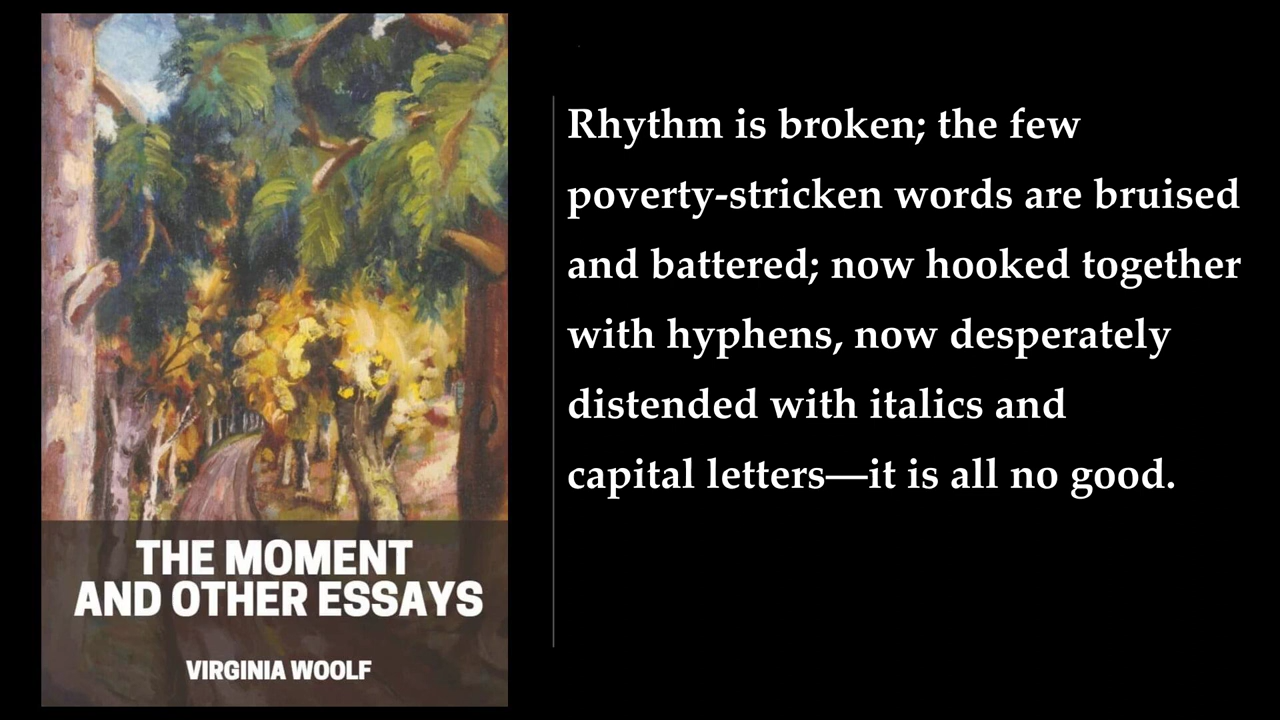 THE MOMENT
AND OTHER ESSAYS
VIRGINIA WOOLF
Rhythm is broken; the few
poverty-stricken words are bruised
and battered; now hooked together
with hyphens, now desperately
distended with italics and
capital letters—it is all no good.